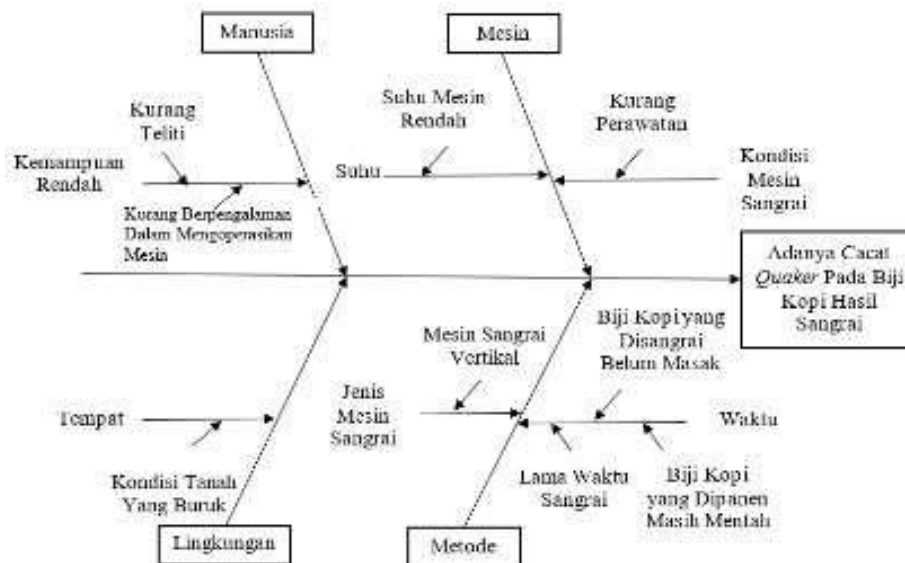 Manusia
Mesin
Kurang
Teliti
Suhu Mesin
Rendah
Kurang
Perawatan
Kemampuan
Rendah
Suhu
Kondisi
Mesin
Sangrai
Kurang Berpengalaman
Dalam Mengoperasikan
Mesin
Adanya Cacat
Quaker Pada Biji
Kopi Hasil
Sangrai
Mesin Sangrai
Vertikal
Biji Kopi yang
Disangrai
Belum Masak
Jenis
Mesin
Sangrai
Tempat
Waktu
Kondisi Tanah
Yang Buruk
Lama Waktu
Sangrai
Biji Kopi
yang Dipanen
Masih Mentah
Lingkungan
Metode